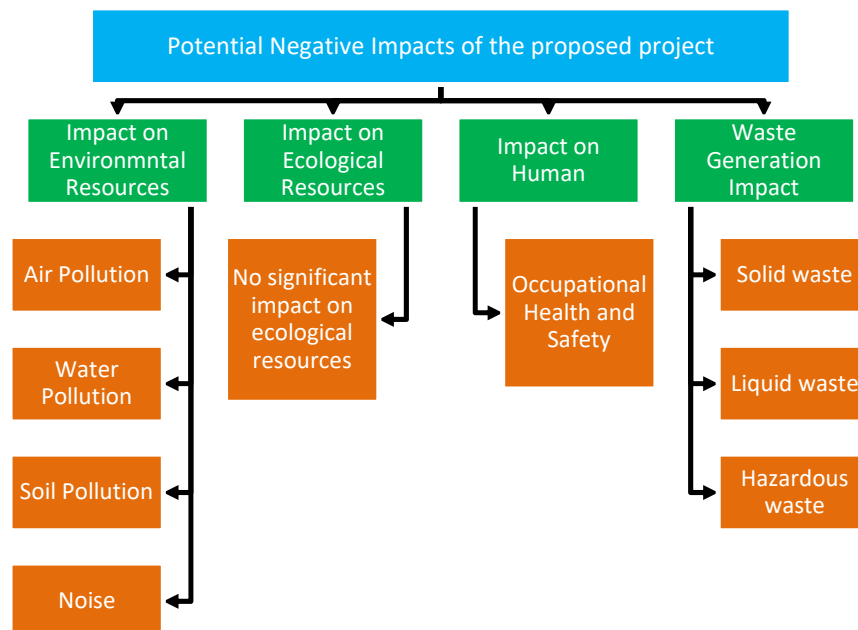 Potential Negative Impacts of the proposed project
Impact on
Environmntal
Resources
Impact on
Ecological
Resources
Impact on
Human
Waste
Generation
Impact
Air Pollution
Water
Pollution
Soil Pollution
Noise
No significant
impact on
ecological
resources
Occupational
Health and
Safety
Solid waste
Liquid waste
Hazardous
waste